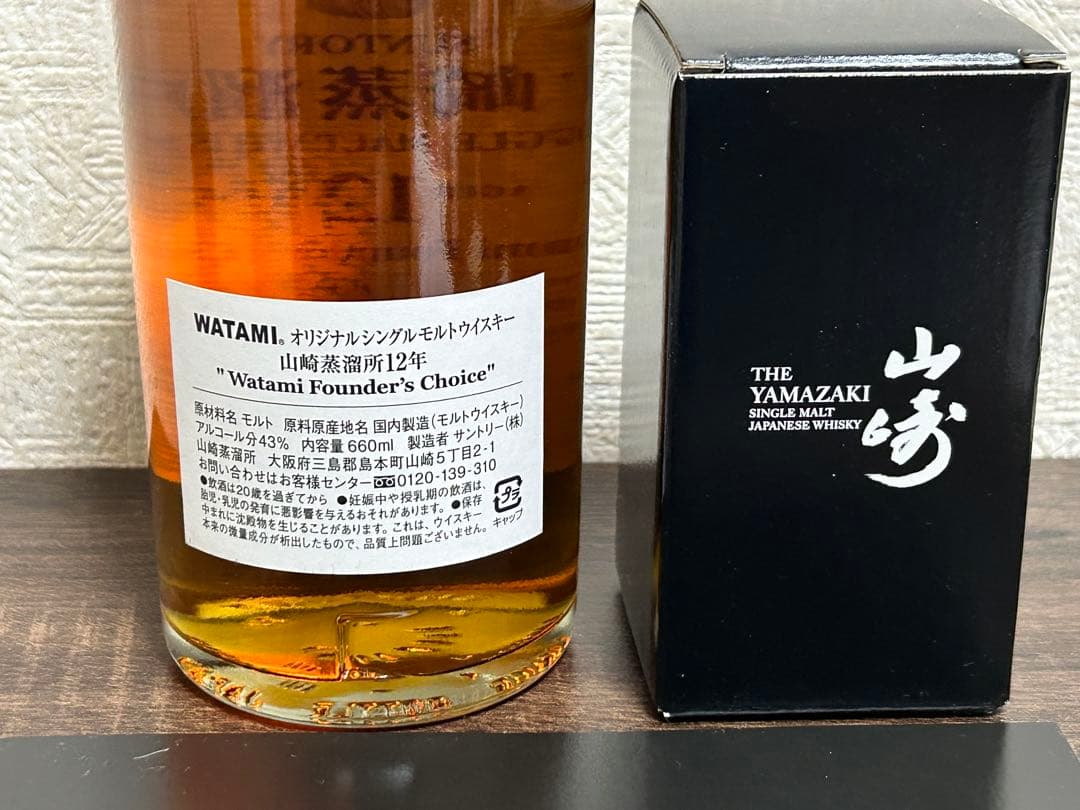 SUNTORY
蒸溜
WATAMI® オリジナルシングルモルトウイスキー
山崎蒸溜所12年
"Watami Founder's Choice"
原材料名 モルト 原料原産地名 国内製造(モルトウイスキー)
アルコール分43% 内容量 660ml 製造者 サントリー(株)
山崎蒸溜所 大阪府三島郡島本町山崎5丁目2-1
お問い合わせはお客様センター 0120-139-310
●飲酒は20歳を過ぎてから ●妊娠中や授乳期の飲酒は、
胎児・乳児の発育に悪影響を与えるおそれがあります。 ●保存
中まれに沈殿物を生じることがあります。これは、ウイスキー
本来の微量成分が析出したもので、品質上問題ございません。
プラ
キャップ
THE
YAMAZAKI
SINGLE MALT
JAPANESE WHISKY
山崎